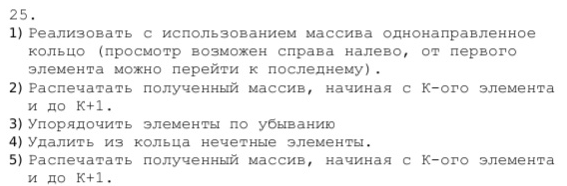 25.
1) Реализовать с использованием массива однонаправленное
кольцо (просмотр возможен справа налево, от первого
элемента можно перейти к последнему).
2) Распечатать полученный массив, начиная с К-ого элемента
и до К+1.
3) Упорядочить элементы по убыванию
4) Удалить из кольца нечетные элементы.
5) Распечатать полученный массив, начиная с К-ого элемента
и до К+1.